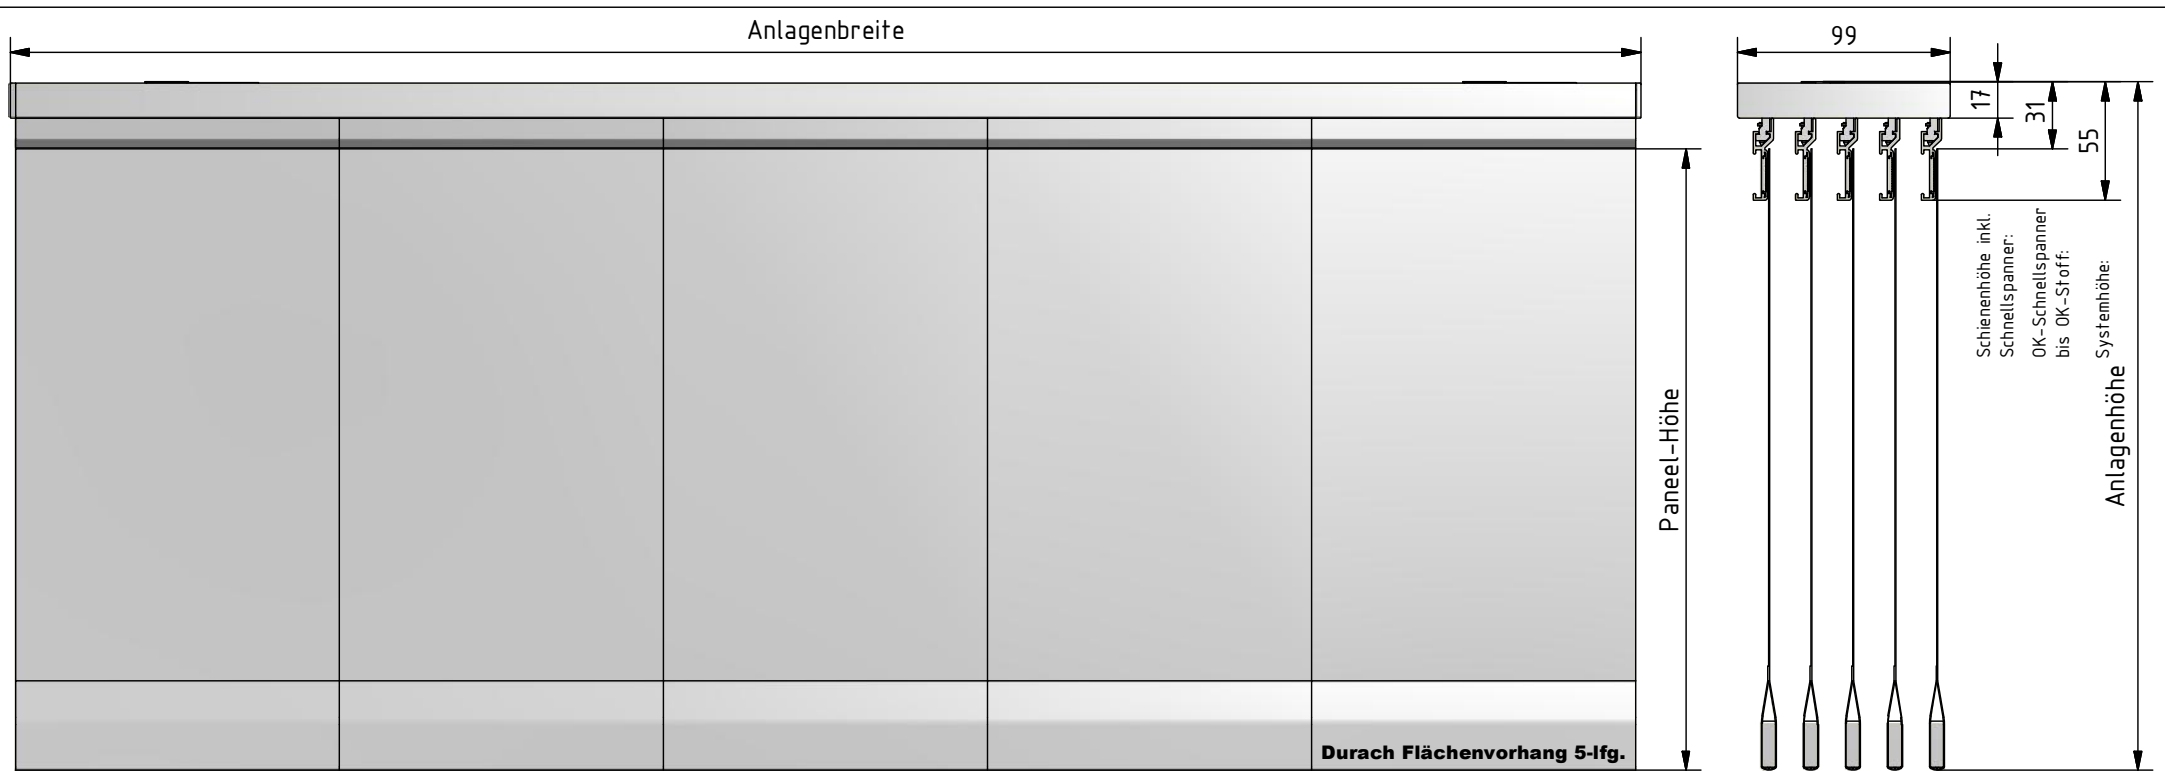 Anlagenbreite
99
17
31
55
Schienenhöhe inkl.
Schnellspanner:
OK-Schnellspanner
bis OK-Stoff:
Systemhöhe:
Anlagenhöhe
Paneel-Höhe
Durach Flächenvorhang 5-lfg.